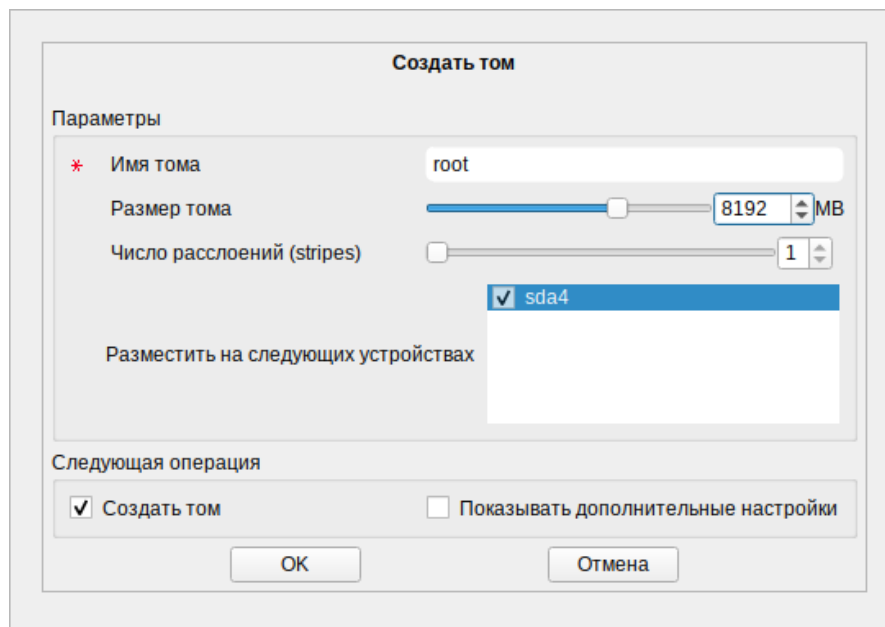 Создать том
Параметры
* Имя тома root
Размер тома 8192 MB
Число расслоений (stripes) 1
sda4
Разместить на следующих устройствах
Следующая операция
Создать том Показывать дополнительные настройки
OK Отмена